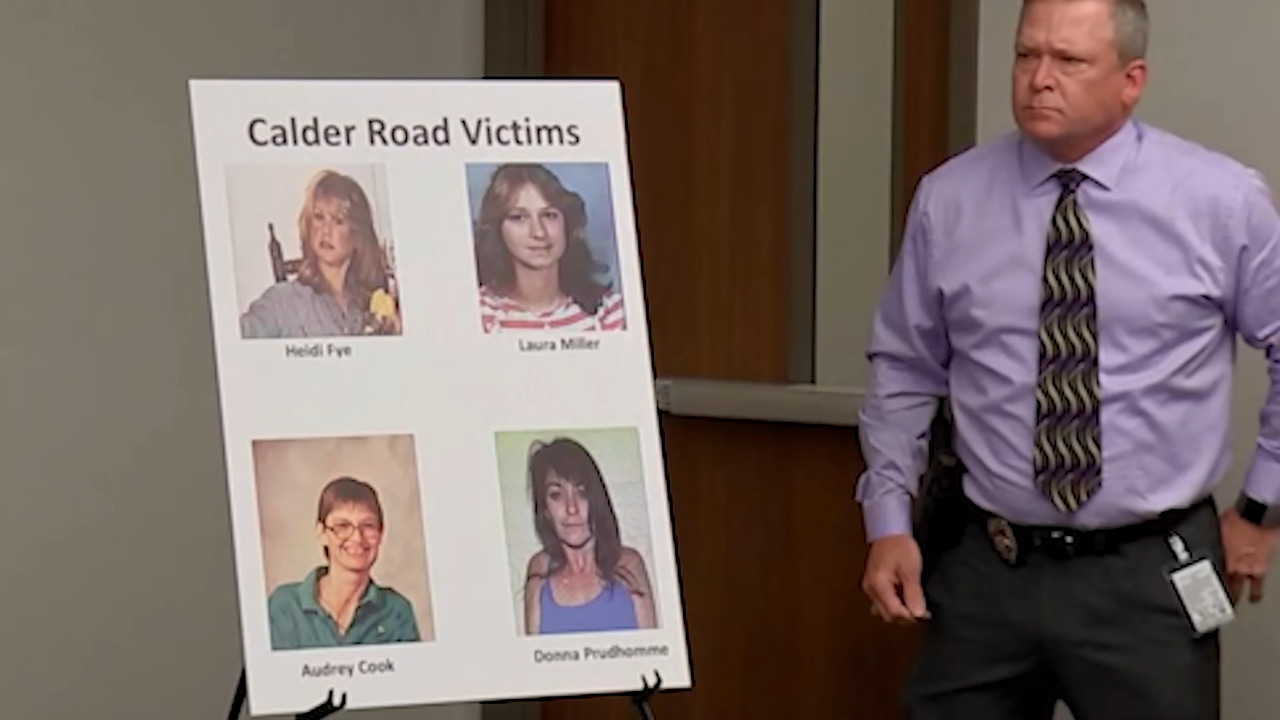 Calder Road Victims
Heidi Fye
Laura Miller
Audrey Cook
Donna Prudhomme